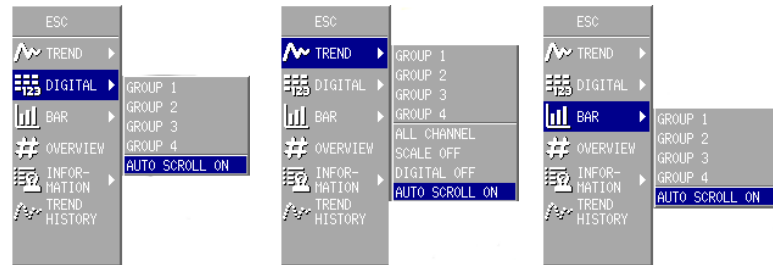 ESC
TREND
DIGITAL
BAR
OVERVIEW
INFOR-
MATION
TREND
HISTORY
GROUP 1
GROUP 2
GROUP 3
GROUP 4
AUTO SCROLL ON
ESC
TREND
DIGITAL
BAR
OVERVIEW
INFOR-
MATION
TREND
HISTORY
GROUP 1
GROUP 2
GROUP 3
GROUP 4
ALL CHANNEL
SCALE OFF
DIGITAL OFF
AUTO SCROLL ON
ESC
TREND
DIGITAL
BAR
OVERVIEW
INFOR-
MATION
TREND
HISTORY
GROUP 1
GROUP 2
GROUP 3
GROUP 4
AUTO SCROLL ON